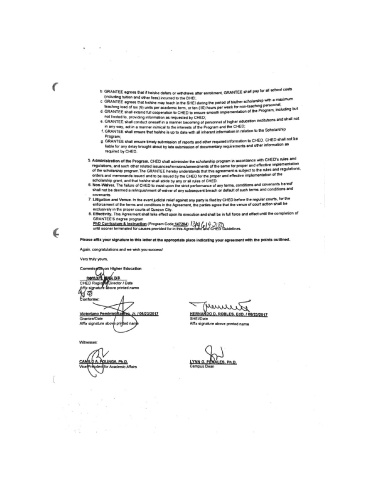 b. GRANTEE agrees that if he/she defers or withdraws after enrolment, GRANTEE shall pay for all school costs
(including tuition and other fees) incurred to the CHED;
c. GRANTEE agrees that he/she may teach in the SHEI during the period of his/her scholarship with a maximum
teaching load of six (6) units per academic term, or ten (10) hours per week for non-teaching personnel;
d. GRANTEE shall extend full cooperation to CHED to ensure smooth implementation of the Program, including but
not limited to, providing information as requested by CHED;
e. GRANTEE shall conduct oneself in a manner becoming of personnel of higher education institutions and shall not
in any way, act in a manner inimical to the interests of the Program and the CHED;
f. GRANTEE shall ensure that he/she is up to date with all relevant information in relation to the Scholarship
Program;
g. GRANTEE shall ensure timely submission of reports and other required information to CHED. CHED shall not be
liable for any delay brought about by late submission of documentary requirements and other information as
required by CHED.
5. Administration of the Program. CHED shall administer the scholarship program in accordance with CHED's rules and
regulations, and such other related issuances/revisions/amendments of the same for proper and effective implementation
of the scholarship program. The GRANTEE hereby understands that this agreement is subject to the rules and regulations,
orders and memoranda issued and to be issued by the CHED for the proper and effective implementation of the
scholarship grant, and that he/she shall abide by any or all rules of CHED.
6. Non-Waiver. The failure of CHED to insist upon the strict performance of any terms, conditions and covenants hereof
shall not be deemed a relinquishment of waiver of any subsequent breach or default of such terms and conditions and
covenants.
7. Litigation and Venue. In the event judicial relief against any party is filed by CHED before the regular courts, for the
enforcement of the terms and conditions in the Agreement, the parties agree that the venue of court action shall be
exclusively in the proper courts of Quezon City.
8. Effectivity. This Agreement shall take effect upon its execution and shall be in full force and effect until the completion of
GRANTEE'S degree program
PhD Curriculum & Instruction (Program
until sooner terminated for causes provided for in this Agreement and CHED Guidelines.
Please affix your signature to this letter at the appropriate place indicating your agreement with the points outlined.
Again, congratulations and we wish you success!
Very truly yours,
Commission on Higher Education
CHED Regional Director / Date
Affix signature above printed name
Conforme:
/ 06/23/2017
Grantee/Date
Affix signature above printed name
HERNANDO D. ROBLES, EdD. / 06/23/2017
SHEI/Date
Affix signature above printed name
Witnesses:
Ph.D.
Vice President for Academic Affairs
Ph.D.
Campus Dean